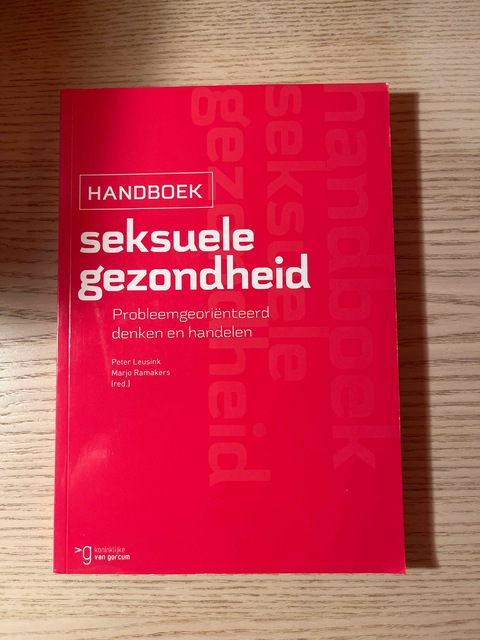 HANDBOEK
seksuele
gezondheid
Probleemgeoriënteerd
denken en handelen
Peter Leusink
Marjo Ramakers
(red.)
handboek
seksuele
gezondheid
>g koninklijke
van gorcum